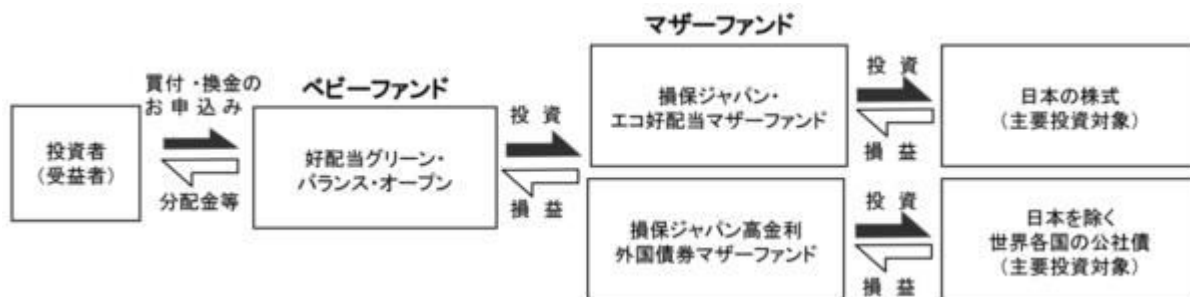 マザーファンド
買付・換金の
お申込み
ベビーファンド
投資者
(受益者)
分配金等
好配当グリーン・
バランス・オープン
投資
損益
損保ジャパン・
エコ好配当マザーファンド
投資
損益
日本の株式
(主要投資対象)
損保ジャパン高金利
外国債券マザーファンド
投資
損益
日本を除く
世界各国の公社債
(主要投資対象)